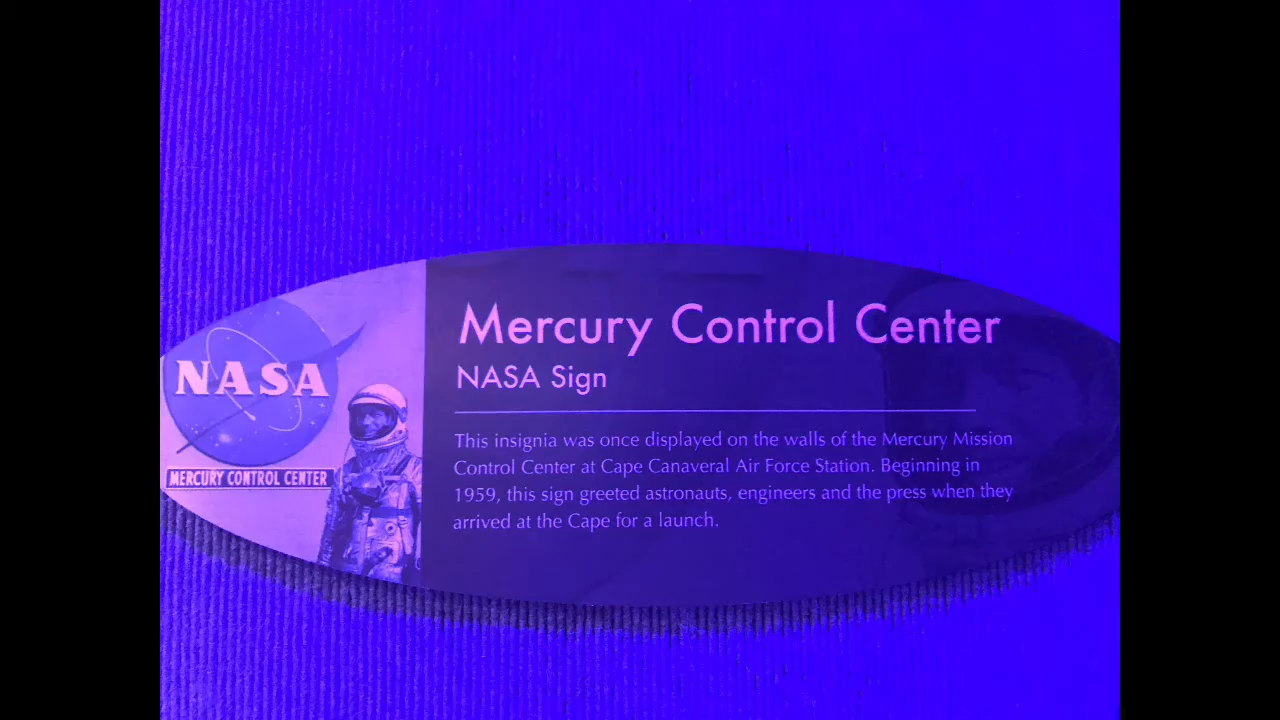 Mercury Control Center
NASA Sign
This insignia was once displayed on the walls of the Mercury Mission
Control Center at Cape Canaveral Air Force Station. Beginning in
1959, this sign greeted astronauts, engineers and the press when they
arrived at the Cape for a launch.
NASA
MERCURY CONTROL CENTER